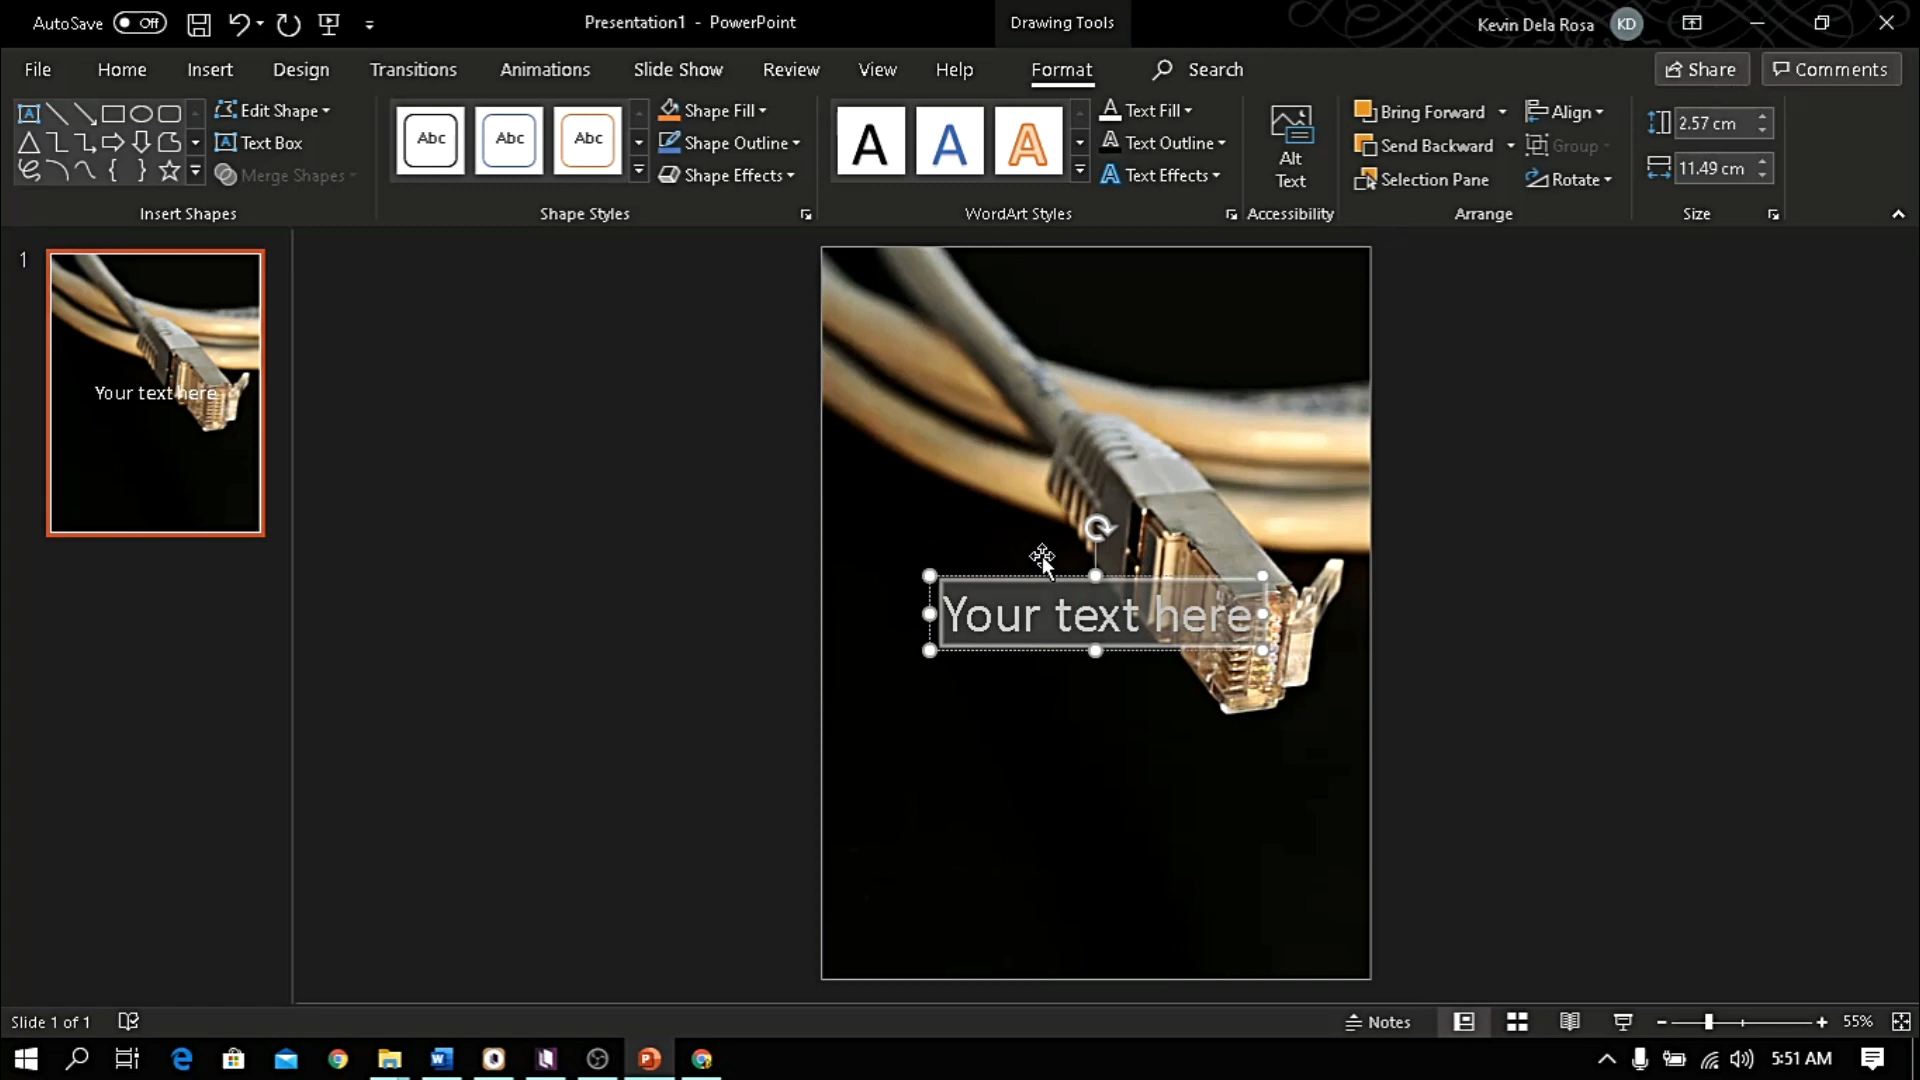 AutoSave Off
Presentation1 - PowerPoint
Drawing Tools
Kevin Dela Rosa KD
File Home Insert Design Transitions Animations Slide Show Review View Help Format Search Share Comments
Edit Shape
Text Box
Merge Shapes
Insert Shapes
Abc Abc Abc
Shape Fill
Shape Outline
Shape Effects
Shape Styles
A A A
Text Fill
Text Outline
Text Effects
WordArt Styles
Alt
Text
Accessibility
Bring Forward
Send Backward
Selection Pane
Align
Group
Rotate
Arrange
2.57 cm
11.49 cm
Size
1
Your text here
Your text here
Slide 1 of 1
Notes
55%
5:51 AM